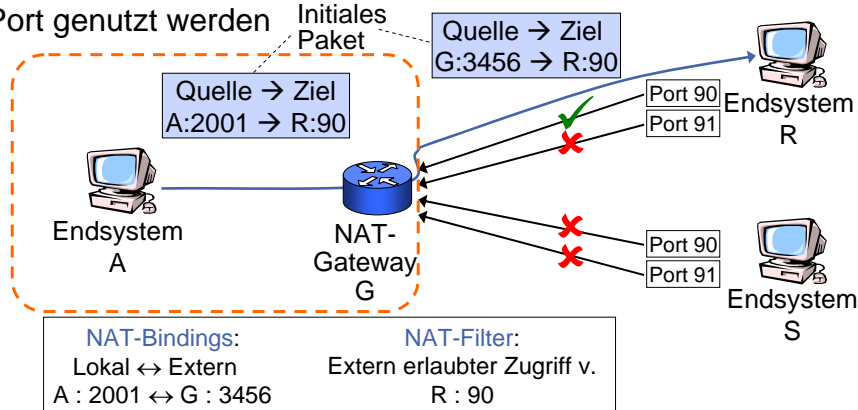 Port genutzt werden
Initiales
Paket
Quelle → Ziel
G:3456 → R:90
Quelle → Ziel
A:2001 → R:90
Port 90
Port 91
Endsystem
R
Endsystem
A
NAT-
Gateway
G
Port 90
Port 91
Endsystem
S
NAT-Bindings:
Lokal ↔ Extern
A : 2001 ↔ G : 3456
NAT-Filter:
Extern erlaubter Zugriff v.
R : 90